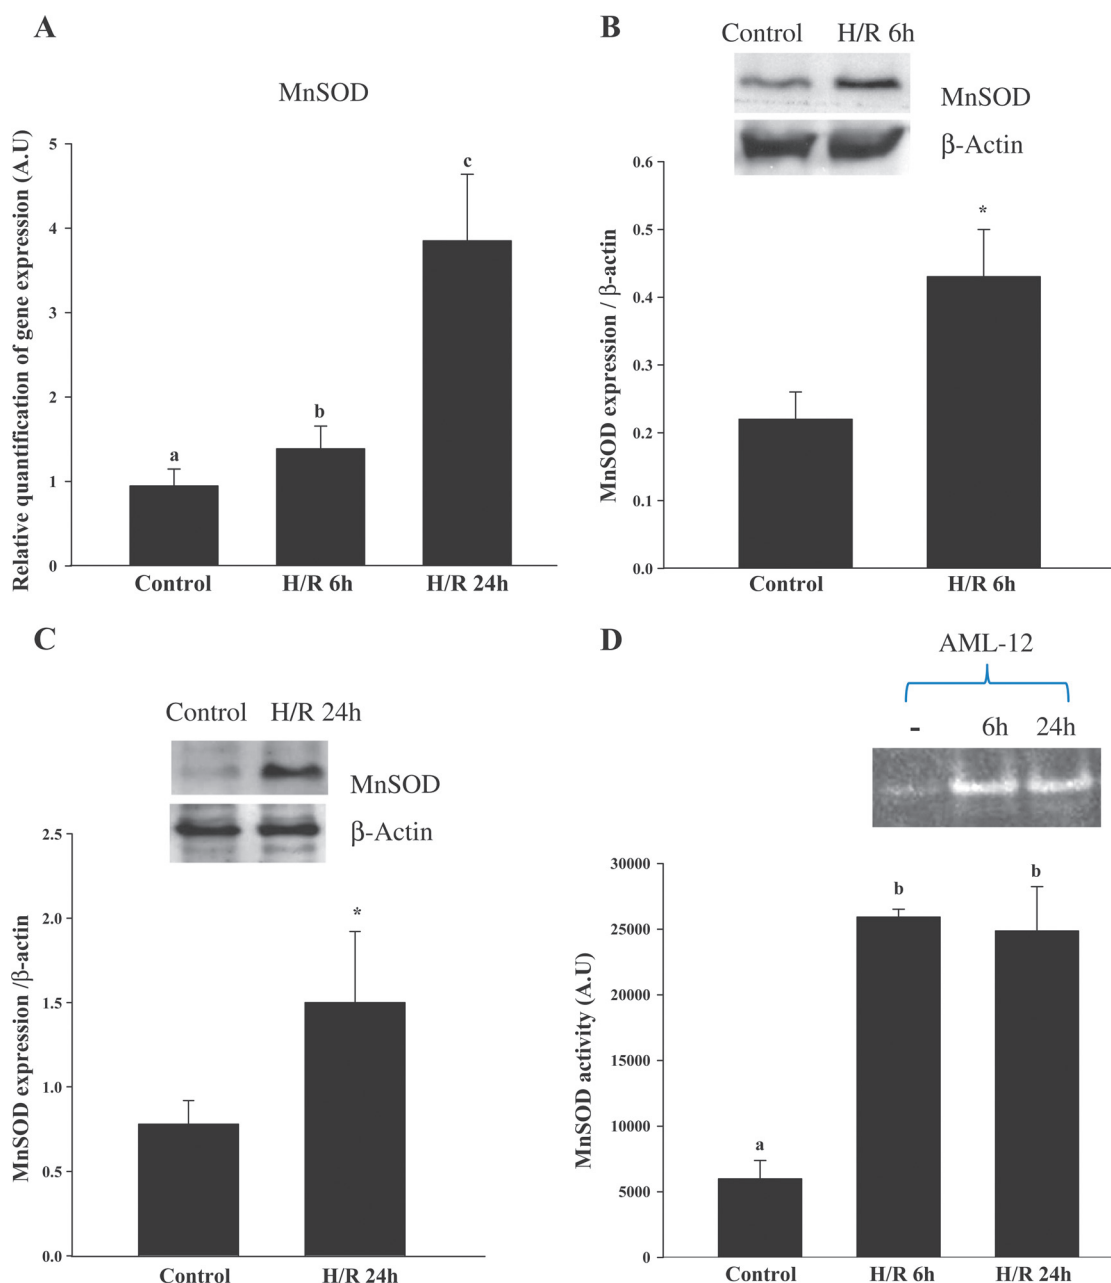 A
MnSOD
Relative quantification of gene expression (A.U)
5
4
3
2
1
0
a
b
c
Control H/R 6h H/R 24h
B
Control H/R 6h
MnSOD
β-Actin
MnSOD expression / β-actin
0.6
0.5
0.4
0.3
0.2
0.1
0.0
*
Control H/R 6h
C
Control H/R 24h
MnSOD
β-Actin
MnSOD expression /β-actin
2.5
2.0
1.5
1.0
0.5
0.0
*
Control H/R 24h
D
AML-12
- 6h 24h
MnSOD activity (A.U)
30000
25000
20000
15000
10000
5000
0
a
b
b
Control H/R 6h H/R 24h